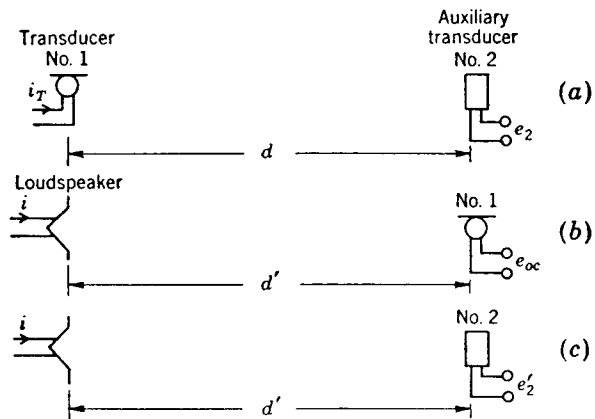 Transducer
No. 1
i_T
Auxiliary
transducer
No. 2
e_2
(a)
d
Loudspeaker
i
No. 1
e_oc
(b)
d′
i
No. 2
e′_2
(c)
d′